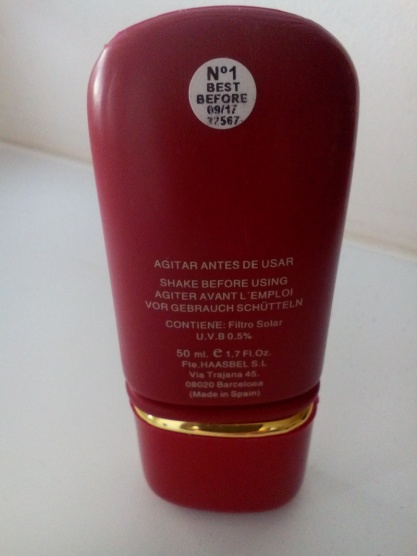 Nº1
BEST
BEFORE
09/17
37567
AGITAR ANTES DE USAR
SHAKE BEFORE USING
AGITER AVANT L´EMPLOI
VOR GEBRAUCH SCHÜTTELN
CONTIENE: Filtro Solar
U.V.B 0.5%
50 ml. e 1,7 Fl.Oz.
Fte.HAASBEL S.L
Via Trajana 45.
08020 Barcelona
(Made in Spain)